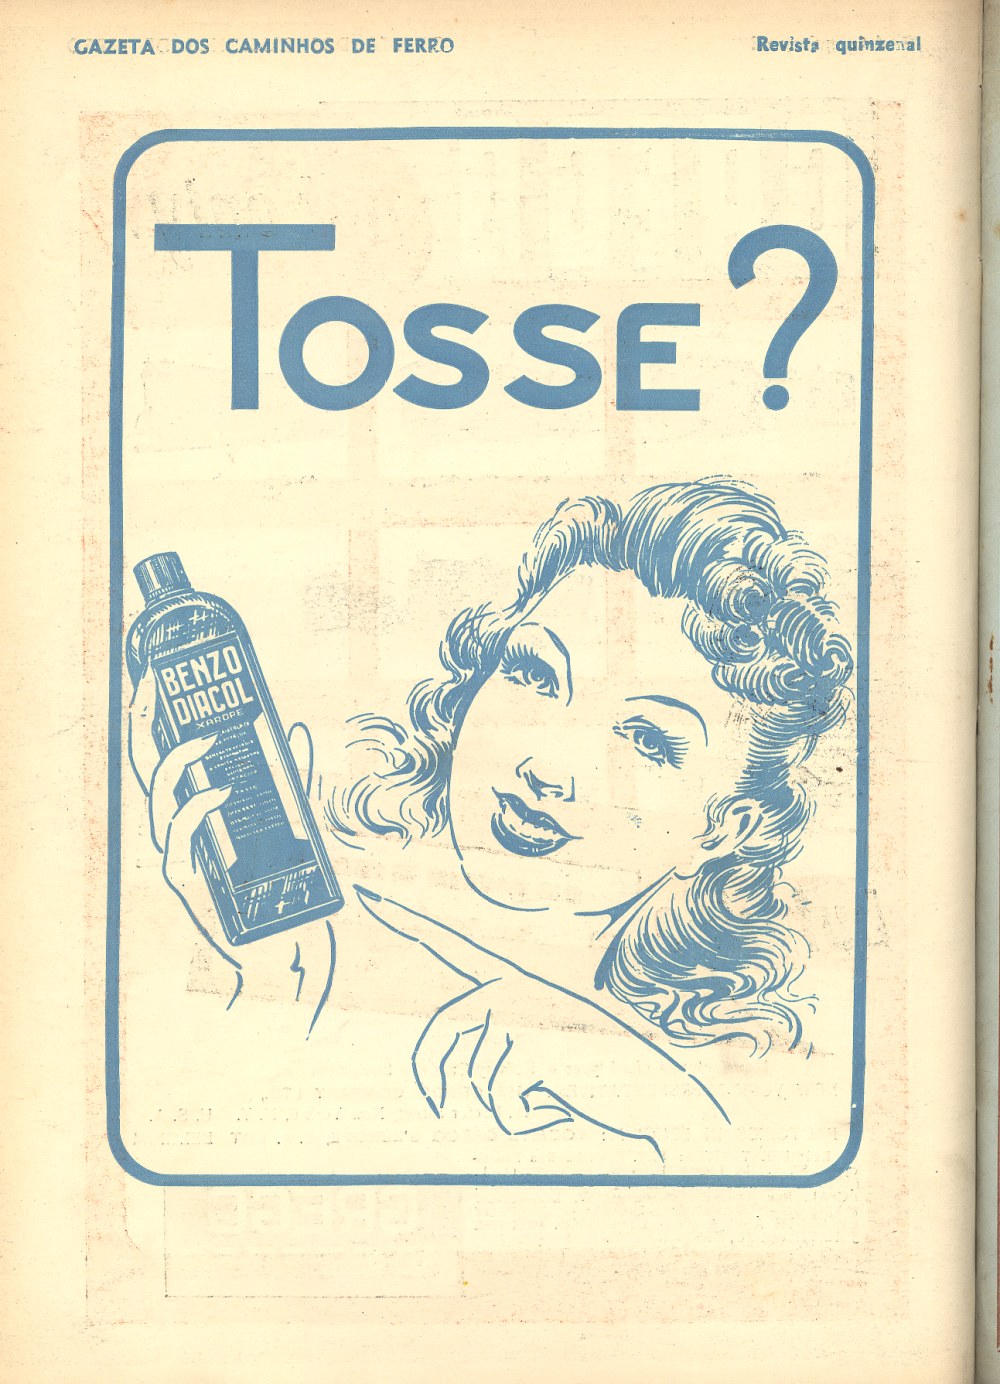 GAZETA DOS CAMINHOS DE FERRO
Revista quinzenal
TOSSE?
BENZO
DIACOL
XAROPE